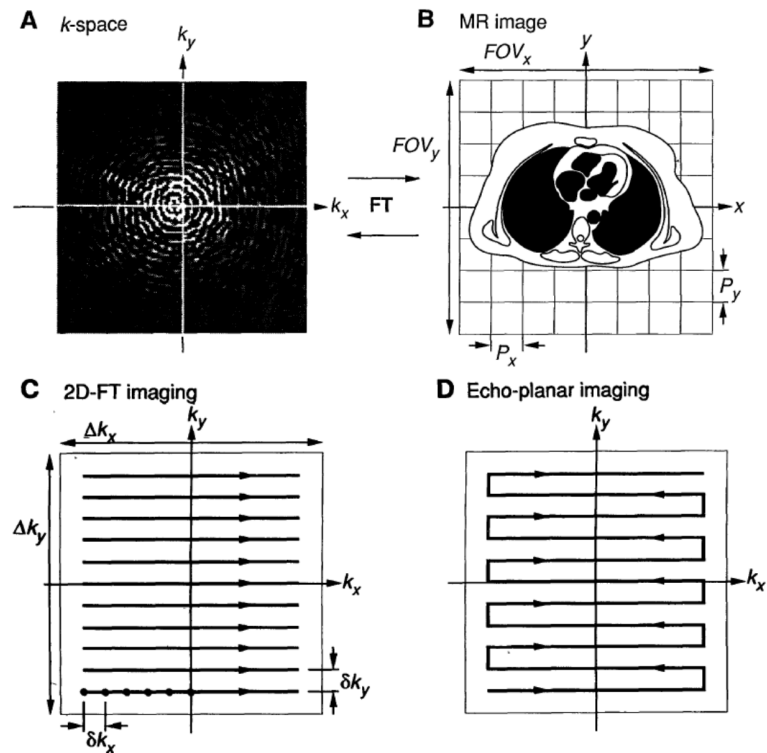 A k-space
k_y
k_x
FT
B MR image
y
FOV_x
FOV_y
x
P_y
P_x
C 2D-FT imaging
k_y
Δk_x
Δk_y
k_x
δk_y
δk_x
D Echo-planar imaging
k_y
k_x